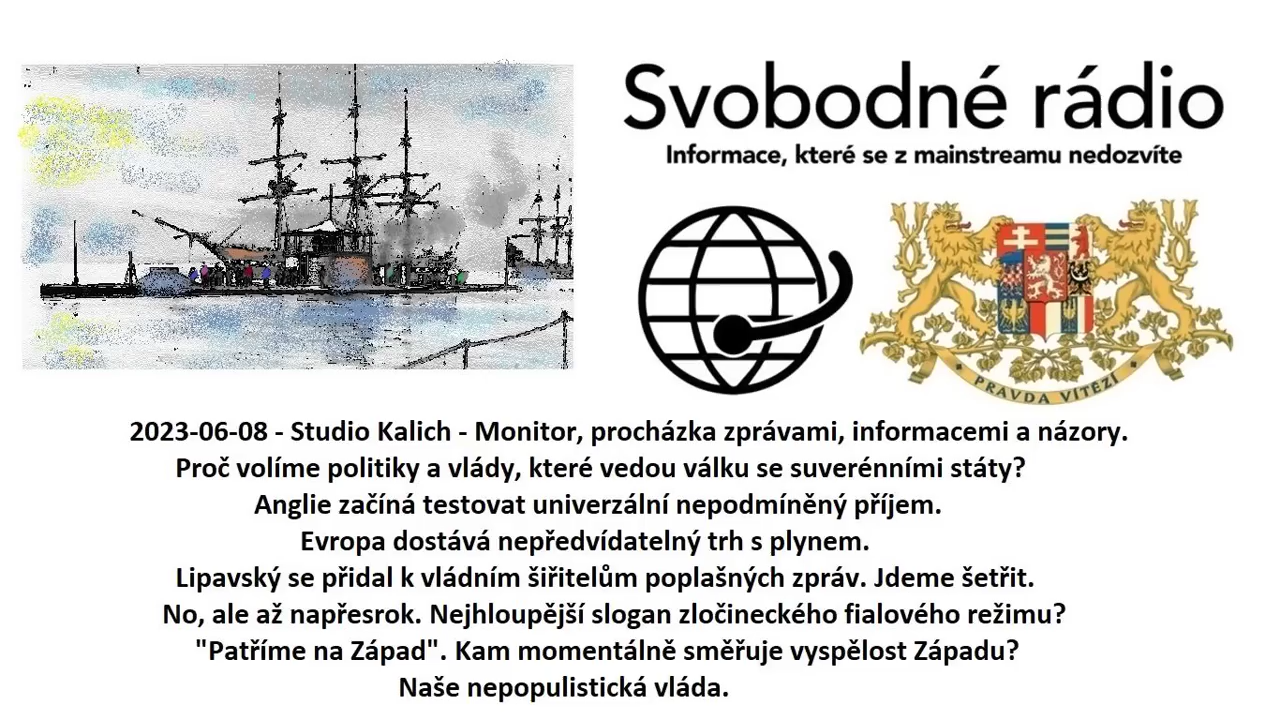 Svobodné rádio
Informace, které se z mainstreamu nedozvíte
PRAVDA VÍTĚZÍ
2023-06-08 - Studio Kalich - Monitor, procházka zprávami, informacemi a názory.
Proč volíme politiky a vlády, které vedou válku se suverénními státy?
Anglie začíná testovat univerzální nepodmíněný příjem.
Evropa dostává nepředvídatelný trh s plynem.
Lipavský se přidal k vládním šiřitelům poplašných zpráv. Jdeme šetřit.
No, ale až napřesrok. Nejhloupější slogan zločineckého fialového režimu?
"Patříme na Západ". Kam momentálně směřuje vyspělost Západu?
Naše nepopulistická vláda.